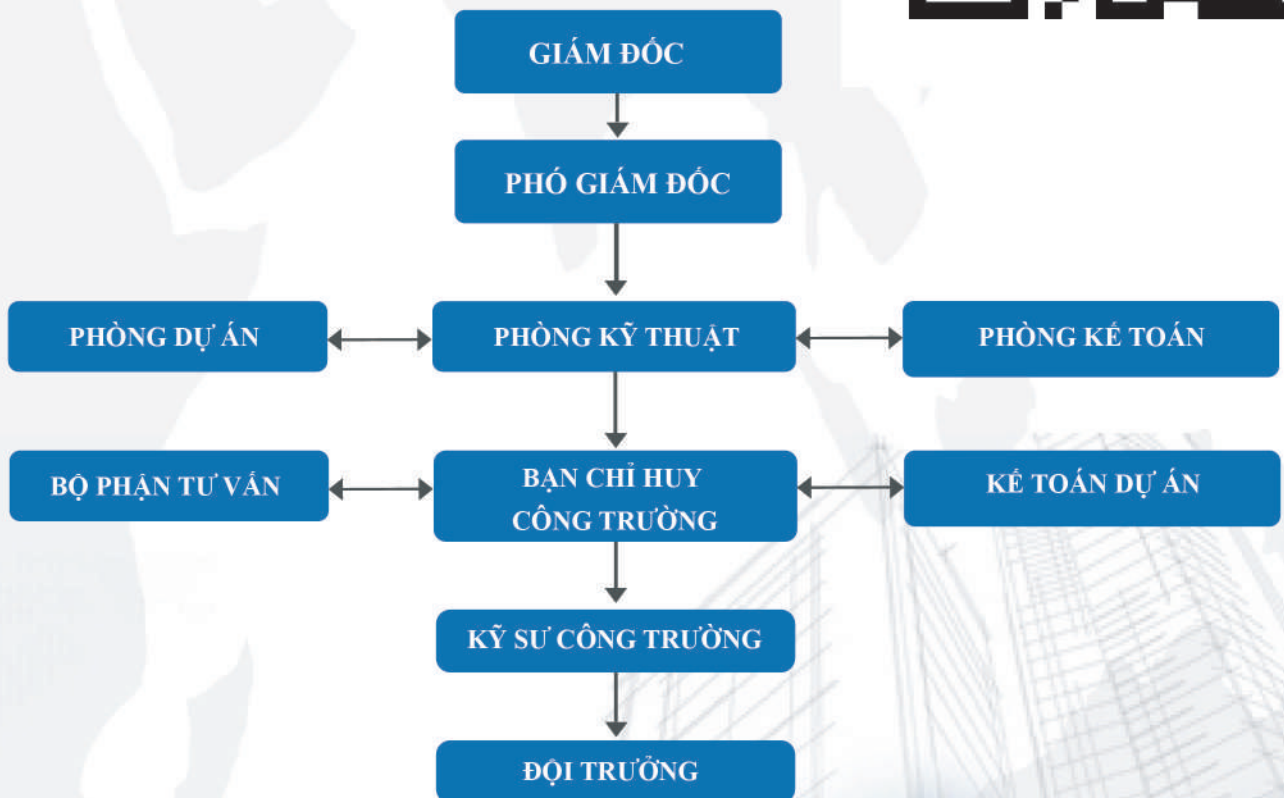 GIÁM ĐỐC
PHÓ GIÁM ĐỐC
PHÒNG DỰ ÁN
PHÒNG KỸ THUẬT
PHÒNG KẾ TOÁN
BỘ PHẬN TƯ VẤN
BẠN CHỈ HUY
CÔNG TRƯỜNG
KẾ TOÁN DỰ ÁN
KỸ SƯ CÔNG TRƯỜNG
ĐỘI TRƯỞNG